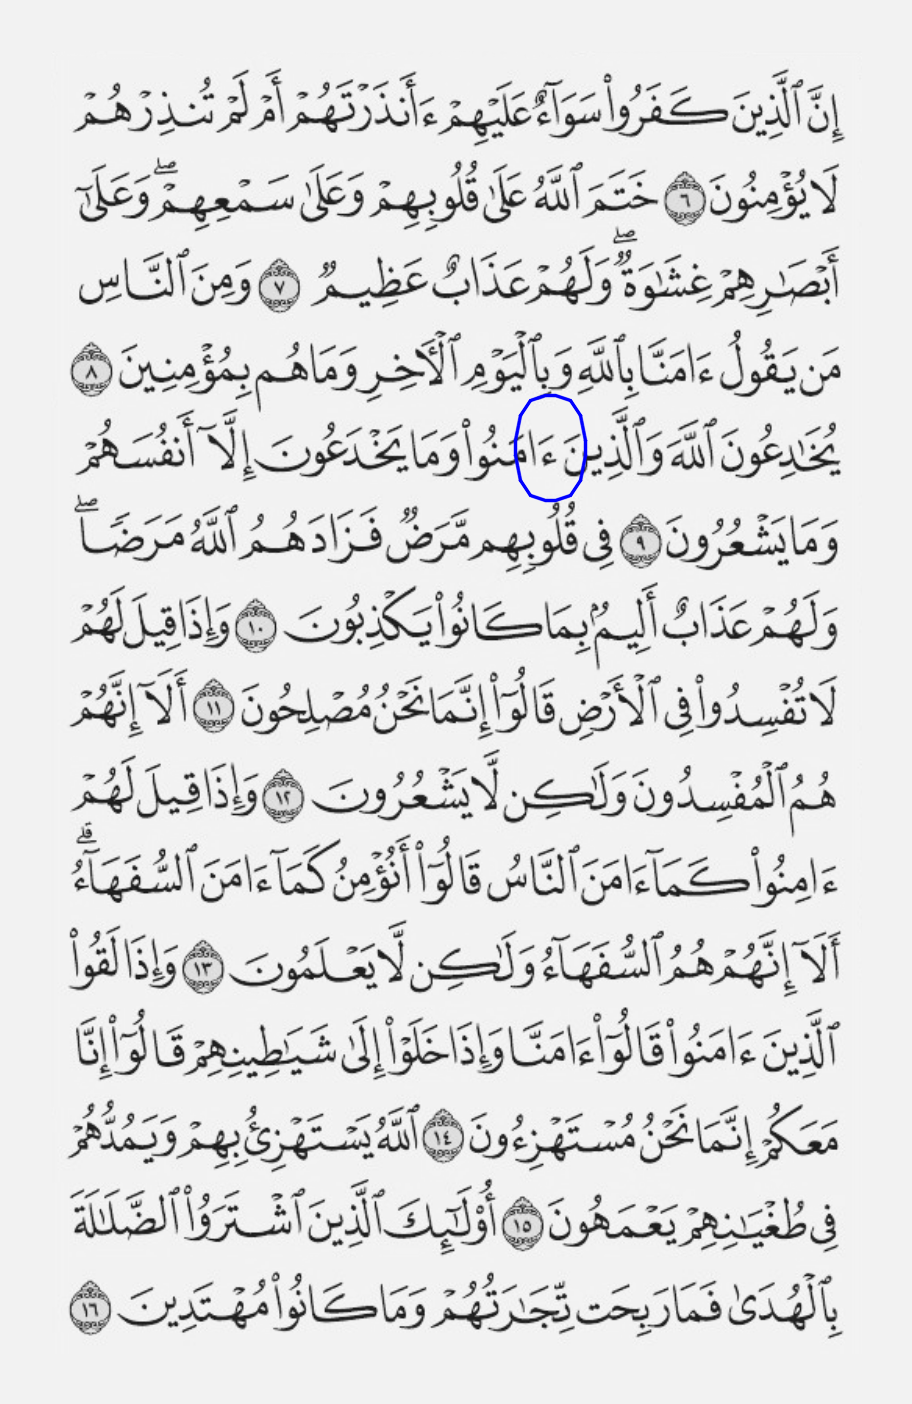 إِنَّ ٱلَّذِينَ كَفَرُوا۟ سَوَآءٌ عَلَيْهِمْ ءَأَنذَرْتَهُمْ أَمْ لَمْ تُنذِرْهُمْ
لَا يُؤْمِنُونَ ٦ خَتَمَ ٱللَّهُ عَلَىٰ قُلُوبِهِمْ وَعَلَىٰ سَمْعِهِمْ ۖ وَعَلَىٰٓ
أَبْصَٰرِهِمْ غِشَٰوَةٌ ۖ وَلَهُمْ عَذَابٌ عَظِيمٌ ٧ وَمِنَ ٱلنَّاسِ
مَن يَقُولُ ءَامَنَّا بِٱللَّهِ وَبِٱلْيَوْمِ ٱلْءَاخِرِ وَمَا هُم بِمُؤْمِنِينَ ٨
يُخَٰدِعُونَ ٱللَّهَ وَٱلَّذِينَ ءَامَنُوا۟ وَمَا يَخْدَعُونَ إِلَّآ أَنفُسَهُمْ
وَمَا يَشْعُرُونَ ٩ فِى قُلُوبِهِم مَّرَضٌ فَزَادَهُمُ ٱللَّهُ مَرَضًا ۖ
وَلَهُمْ عَذَابٌ أَلِيمٌۢ بِمَا كَانُوا۟ يَكْذِبُونَ ١٠ وَإِذَا قِيلَ لَهُمْ
لَا تُفْسِدُوا۟ فِى ٱلْأَرْضِ قَالُوٓا۟ إِنَّمَا نَحْنُ مُصْلِحُونَ ١١ أَلَآ إِنَّهُمْ
هُمُ ٱلْمُفْسِدُونَ وَلَٰكِن لَّا يَشْعُرُونَ ١٢ وَإِذَا قِيلَ لَهُمْ
ءَامِنُوا۟ كَمَآ ءَامَنَ ٱلنَّاسُ قَالُوٓا۟ أَنُؤْمِنُ كَمَآ ءَامَنَ ٱلسُّفَهَآءُ ۗ
أَلَآ إِنَّهُمْ هُمُ ٱلسُّفَهَآءُ وَلَٰكِن لَّا يَعْلَمُونَ ١٣ وَإِذَا لَقُوا۟
ٱلَّذِينَ ءَامَنُوا۟ قَالُوٓا۟ ءَامَنَّا وَإِذَا خَلَوْا۟ إِلَىٰ شَيَٰطِينِهِمْ قَالُوٓا۟ إِنَّا
مَعَكُمْ إِنَّمَا نَحْنُ مُسْتَهْزِءُونَ ١٤ ٱللَّهُ يَسْتَهْزِئُ بِهِمْ وَيَمُدُّهُمْ
فِى طُغْيَٰنِهِمْ يَعْمَهُونَ ١٥ أُو۟لَٰٓئِكَ ٱلَّذِينَ ٱشْتَرَوُا۟ ٱلضَّلَٰلَةَ
بِٱلْهُدَىٰ فَمَا رَبِحَت تِّجَٰرَتُهُمْ وَمَا كَانُوا۟ مُهْتَدِينَ ١٦